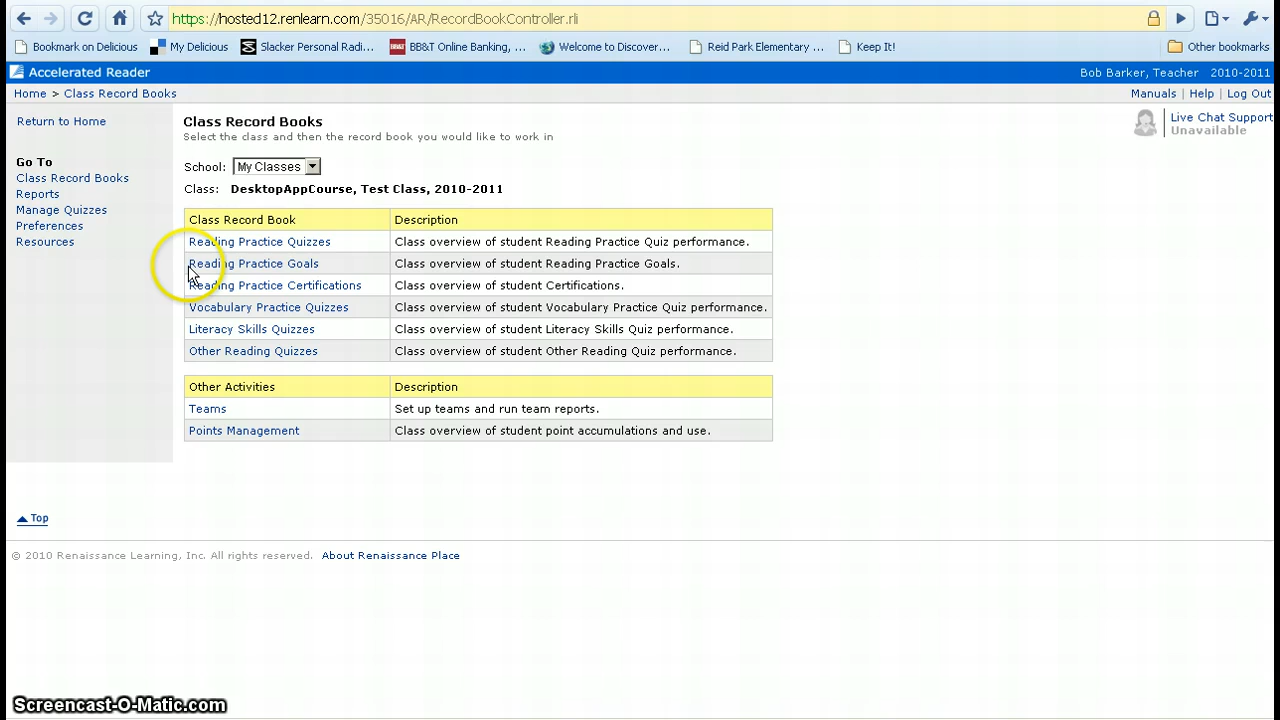 https://hosted12.renlearn.com/35016/AR/RecordBookController.rli
Bookmark on Delicious My Delicious Slacker Personal Radi... BB&T Online Banking, ... Welcome to Discover... Reid Park Elementary ... Keep It! Other bookmarks
Accelerated Reader Bob Barker, Teacher 2010-2011
Home > Class Record Books Manuals | Help | Log Out
Return to Home
Class Record Books
Select the class and then the record book you would like to work in
Live Chat Support
Unavailable
Go To
Class Record Books
Reports
Manage Quizzes
Preferences
Resources
School: My Classes
Class: DesktopAppCourse, Test Class, 2010-2011
Class Record Book Description
Reading Practice Quizzes Class overview of student Reading Practice Quiz performance.
Reading Practice Goals Class overview of student Reading Practice Goals.
Reading Practice Certifications Class overview of student Certifications.
Vocabulary Practice Quizzes Class overview of student Vocabulary Practice Quiz performance.
Literacy Skills Quizzes Class overview of student Literacy Skills Quiz performance.
Other Reading Quizzes Class overview of student Other Reading Quiz performance.
Other Activities Description
Teams Set up teams and run team reports.
Points Management Class overview of student point accumulations and use.
Top
© 2010 Renaissance Learning, Inc. All rights reserved. About Renaissance Place
Screencast-O-Matic.com